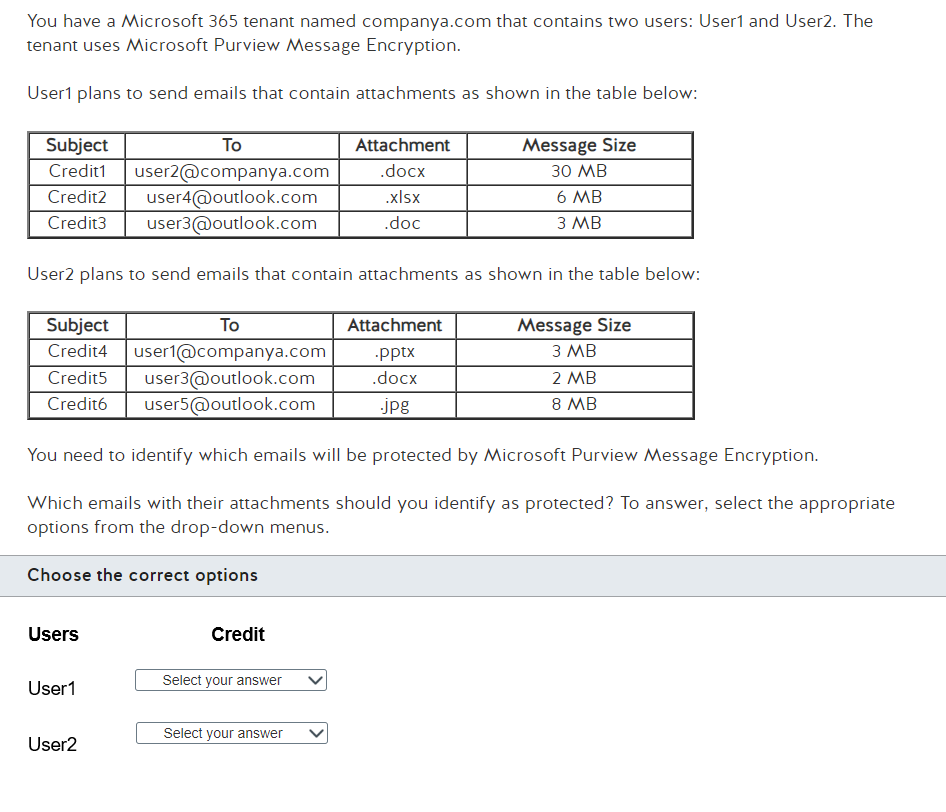 You have a Microsoft 365 tenant named companya.com that contains two users: User1 and User2. The
tenant uses Microsoft Purview Message Encryption.
User1 plans to send emails that contain attachments as shown in the table below:
Subject To Attachment Message Size
Credit1 user2@companya.com .docx 30 MB
Credit2 user4@outlook.com .xlsx 6 MB
Credit3 user3@outlook.com .doc 3 MB
User2 plans to send emails that contain attachments as shown in the table below:
Subject To Attachment Message Size
Credit4 user1@companya.com .pptx 3 MB
Credit5 user3@outlook.com .docx 2 MB
Credit6 user5@outlook.com .jpg 8 MB
You need to identify which emails will be protected by Microsoft Purview Message Encryption.
Which emails with their attachments should you identify as protected? To answer, select the appropriate
options from the drop-down menus.
Choose the correct options
Users Credit
User1 Select your answer
User2 Select your answer